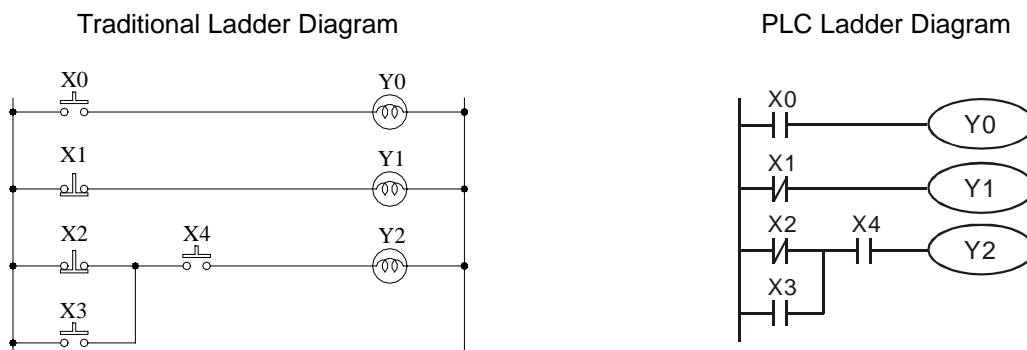 Traditional Ladder Diagram
X0 Y0
X1 Y1
X2 X4 Y2
X3
PLC Ladder Diagram
X0 Y0
X1 Y1
X2 X4 Y2
X3